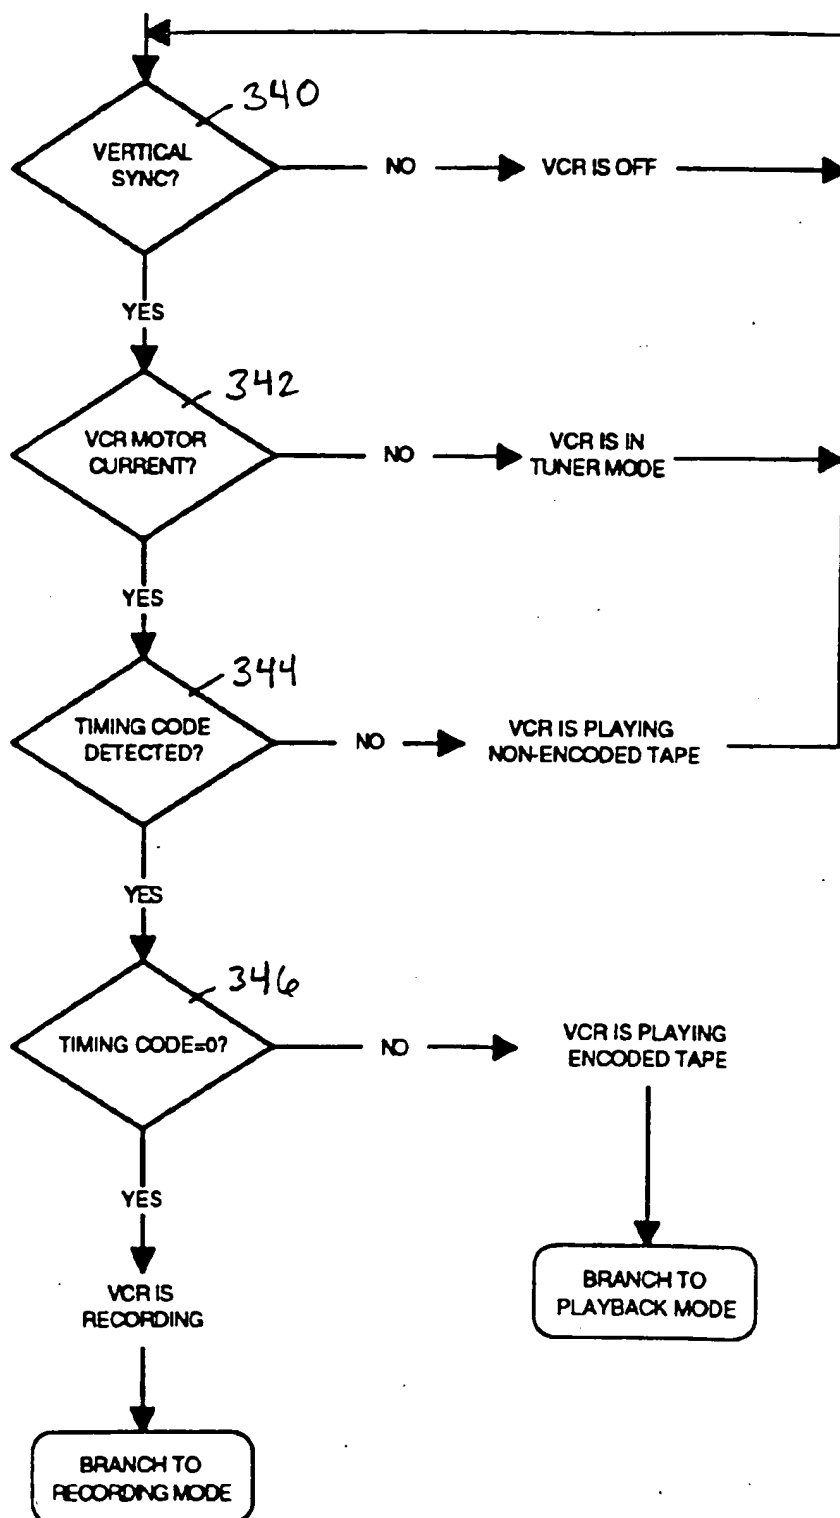 340
VERTICAL
SYNC?
NO
VCR IS OFF
YES
342
VCR MOTOR
CURRENT?
NO
VCR IS IN
TUNER MODE
YES
344
TIMING CODE
DETECTED?
NO
VCR IS PLAYING
NON-ENCODED TAPE
YES
346
TIMING CODE=0?
NO
VCR IS PLAYING
ENCODED TAPE
YES
VCR IS
RECORDING
BRANCH TO
PLAYBACK MODE
BRANCH TO
RECORDING MODE